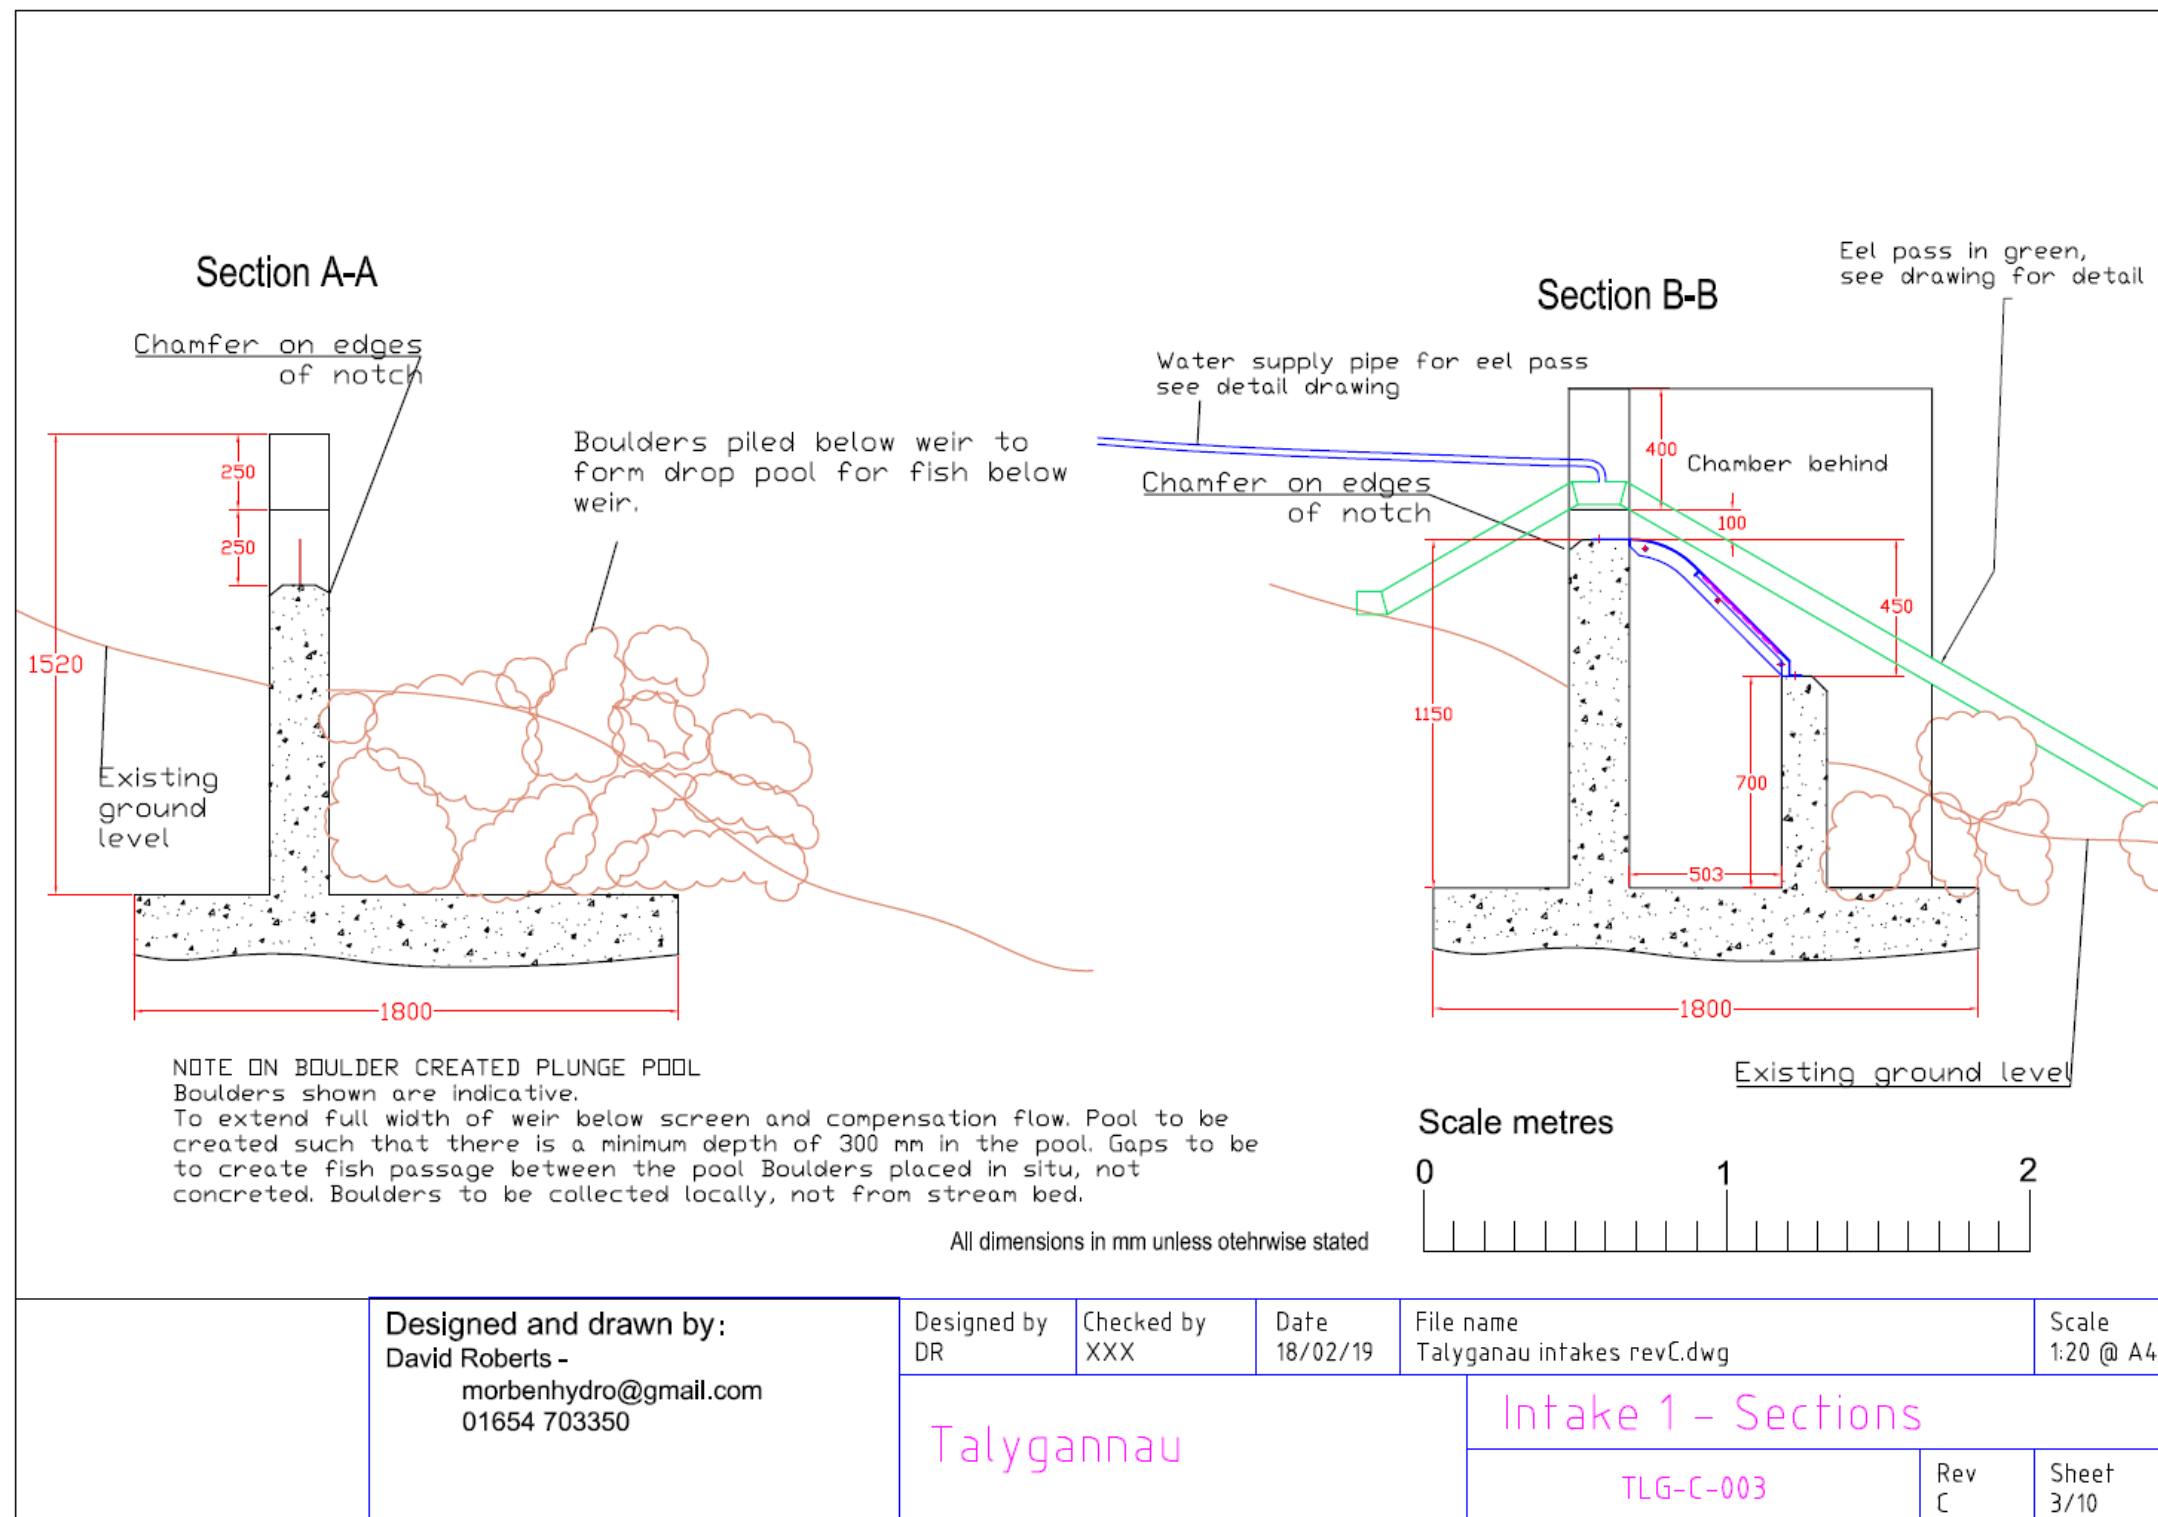 Section A-A
Chamfer on edges
of notch
250
250
1520
Boulders piled below weir to
form drop pool for fish below
weir.
Existing
ground
level
1800
Section B-B
Eel pass in green,
see drawing for detail
Water supply pipe for eel pass
see detail drawing
Chamfer on edges
of notch
400
Chamber behind
100
450
1150
700
503
1800
Existing ground level
NOTE ON BOULDER CREATED PLUNGE POOL
Boulders shown are indicative.
To extend full width of weir below screen and compensation flow. Pool to be
created such that there is a minimum depth of 300 mm in the pool. Gaps to be
to create fish passage between the pool Boulders placed in situ, not
concreted. Boulders to be collected locally, not from stream bed.
Scale metres
0 1 2
All dimensions in mm unless otehrwise stated
Designed and drawn by:
David Roberts -
morbenhydro@gmail.com
01654 703350
Designed by
DR
Checked by
XXX
Date
18/02/19
File name
Talyganau intakes revC.dwg
Scale
1:20 @ A4
Talygannau
Intake 1 - Sections
TLG-C-003
Rev
C
Sheet
3/10